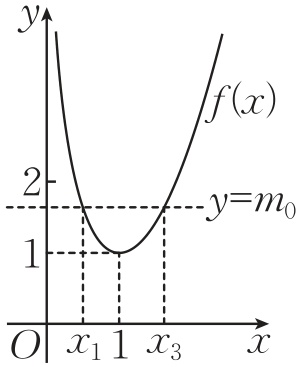 y
f(x)
2
y=m₀
1
O x₁ 1 x₃ x